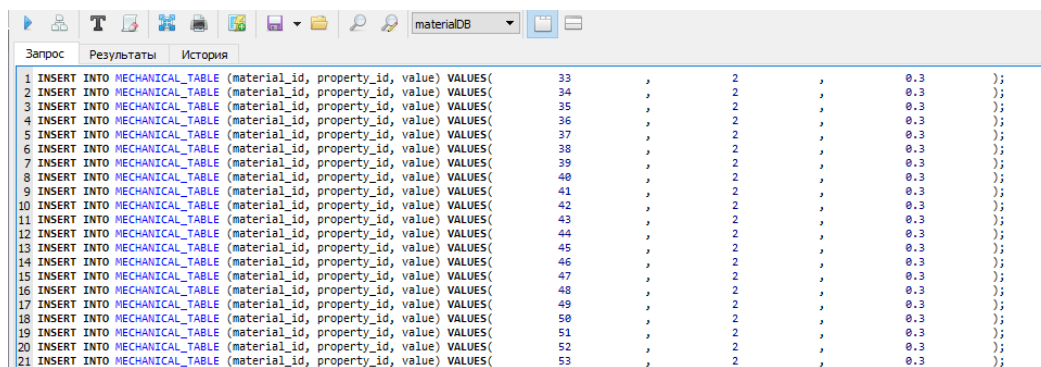 materialDB
Запрос Результаты История
1 INSERT INTO MECHANICAL_TABLE (material_id, property_id, value) VALUES( 33 , 2 , 0.3 );
2 INSERT INTO MECHANICAL_TABLE (material_id, property_id, value) VALUES( 34 , 2 , 0.3 );
3 INSERT INTO MECHANICAL_TABLE (material_id, property_id, value) VALUES( 35 , 2 , 0.3 );
4 INSERT INTO MECHANICAL_TABLE (material_id, property_id, value) VALUES( 36 , 2 , 0.3 );
5 INSERT INTO MECHANICAL_TABLE (material_id, property_id, value) VALUES( 37 , 2 , 0.3 );
6 INSERT INTO MECHANICAL_TABLE (material_id, property_id, value) VALUES( 38 , 2 , 0.3 );
7 INSERT INTO MECHANICAL_TABLE (material_id, property_id, value) VALUES( 39 , 2 , 0.3 );
8 INSERT INTO MECHANICAL_TABLE (material_id, property_id, value) VALUES( 40 , 2 , 0.3 );
9 INSERT INTO MECHANICAL_TABLE (material_id, property_id, value) VALUES( 41 , 2 , 0.3 );
10 INSERT INTO MECHANICAL_TABLE (material_id, property_id, value) VALUES( 42 , 2 , 0.3 );
11 INSERT INTO MECHANICAL_TABLE (material_id, property_id, value) VALUES( 43 , 2 , 0.3 );
12 INSERT INTO MECHANICAL_TABLE (material_id, property_id, value) VALUES( 44 , 2 , 0.3 );
13 INSERT INTO MECHANICAL_TABLE (material_id, property_id, value) VALUES( 45 , 2 , 0.3 );
14 INSERT INTO MECHANICAL_TABLE (material_id, property_id, value) VALUES( 46 , 2 , 0.3 );
15 INSERT INTO MECHANICAL_TABLE (material_id, property_id, value) VALUES( 47 , 2 , 0.3 );
16 INSERT INTO MECHANICAL_TABLE (material_id, property_id, value) VALUES( 48 , 2 , 0.3 );
17 INSERT INTO MECHANICAL_TABLE (material_id, property_id, value) VALUES( 49 , 2 , 0.3 );
18 INSERT INTO MECHANICAL_TABLE (material_id, property_id, value) VALUES( 50 , 2 , 0.3 );
19 INSERT INTO MECHANICAL_TABLE (material_id, property_id, value) VALUES( 51 , 2 , 0.3 );
20 INSERT INTO MECHANICAL_TABLE (material_id, property_id, value) VALUES( 52 , 2 , 0.3 );
21 INSERT INTO MECHANICAL_TABLE (material_id, property_id, value) VALUES( 53 , 2 , 0.3 );